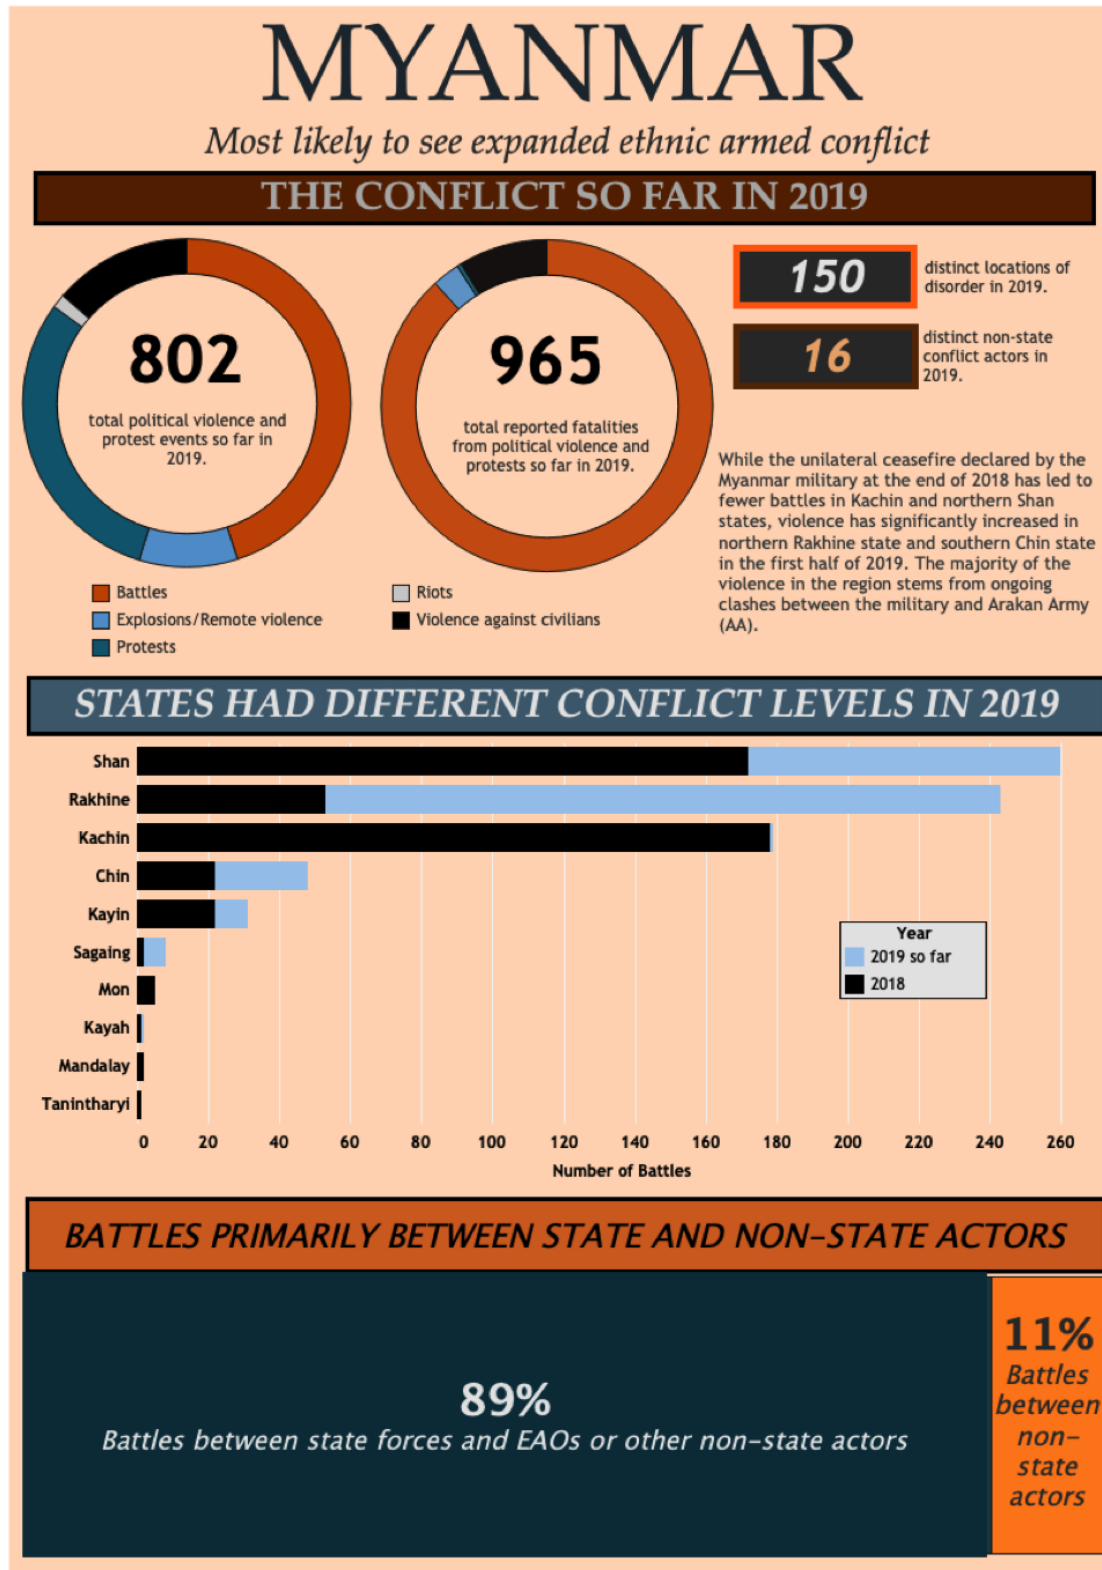 MYANMAR
Most likely to see expanded ethnic armed conflict
THE CONFLICT SO FAR IN 2019
802
total political violence and
protest events so far in
2019.
965
total reported fatalities
from political violence and
protests so far in 2019.
150
distinct locations of
disorder in 2019.
16
distinct non-state
conflict actors in
2019.
While the unilateral ceasefire declared by the
Myanmar military at the end of 2018 has led to
fewer battles in Kachin and northern Shan
states, violence has significantly increased in
northern Rakhine state and southern Chin state
in the first half of 2019. The majority of the
violence in the region stems from ongoing
clashes between the military and Arakan Army
(AA).
Battles
Explosions/Remote violence
Protests
Riots
Violence against civilians
STATES HAD DIFFERENT CONFLICT LEVELS IN 2019
Shan
Rakhine
Kachin
Chin
Kayin
Sagaing
Mon
Kayah
Mandalay
Tanintharyi
Year
2019 so far
2018
0 20 40 60 80 100 120 140 160 180 200 220 240 260
Number of Battles
BATTLES PRIMARILY BETWEEN STATE AND NON-STATE ACTORS
89%
Battles between state forces and EAOs or other non-state actors
11%
Battles
between
non-
state
actors